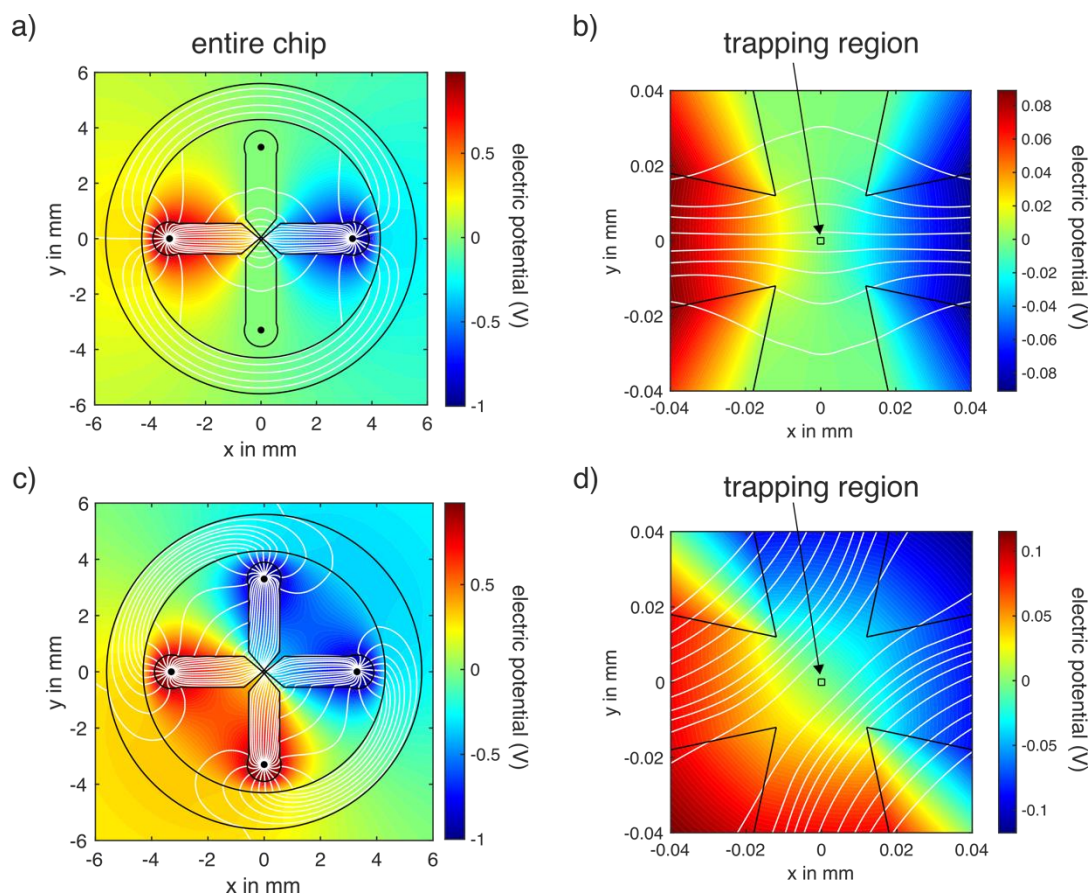 a)
entire chip
6
4
2
0
-2
-4
-6
-6 -4 -2 0 2 4 6
x in mm
y in mm
0.5
0
-0.5
-1
electric potential (V)
b)
trapping region
0.04
0.02
0
-0.02
-0.04
-0.04 -0.02 0 0.02 0.04
x in mm
y in mm
0.08
0.06
0.04
0.02
0
-0.02
-0.04
-0.06
-0.08
electric potential (V)
c)
6
4
2
0
-2
-4
-6
-6 -4 -2 0 2 4 6
x in mm
y in mm
0.5
0
-0.5
-1
electric potential (V)
d)
trapping region
0.04
0.02
0
-0.02
-0.04
-0.04 -0.02 0 0.02 0.04
x in mm
y in mm
0.1
0.05
0
-0.05
-0.1
electric potential (V)